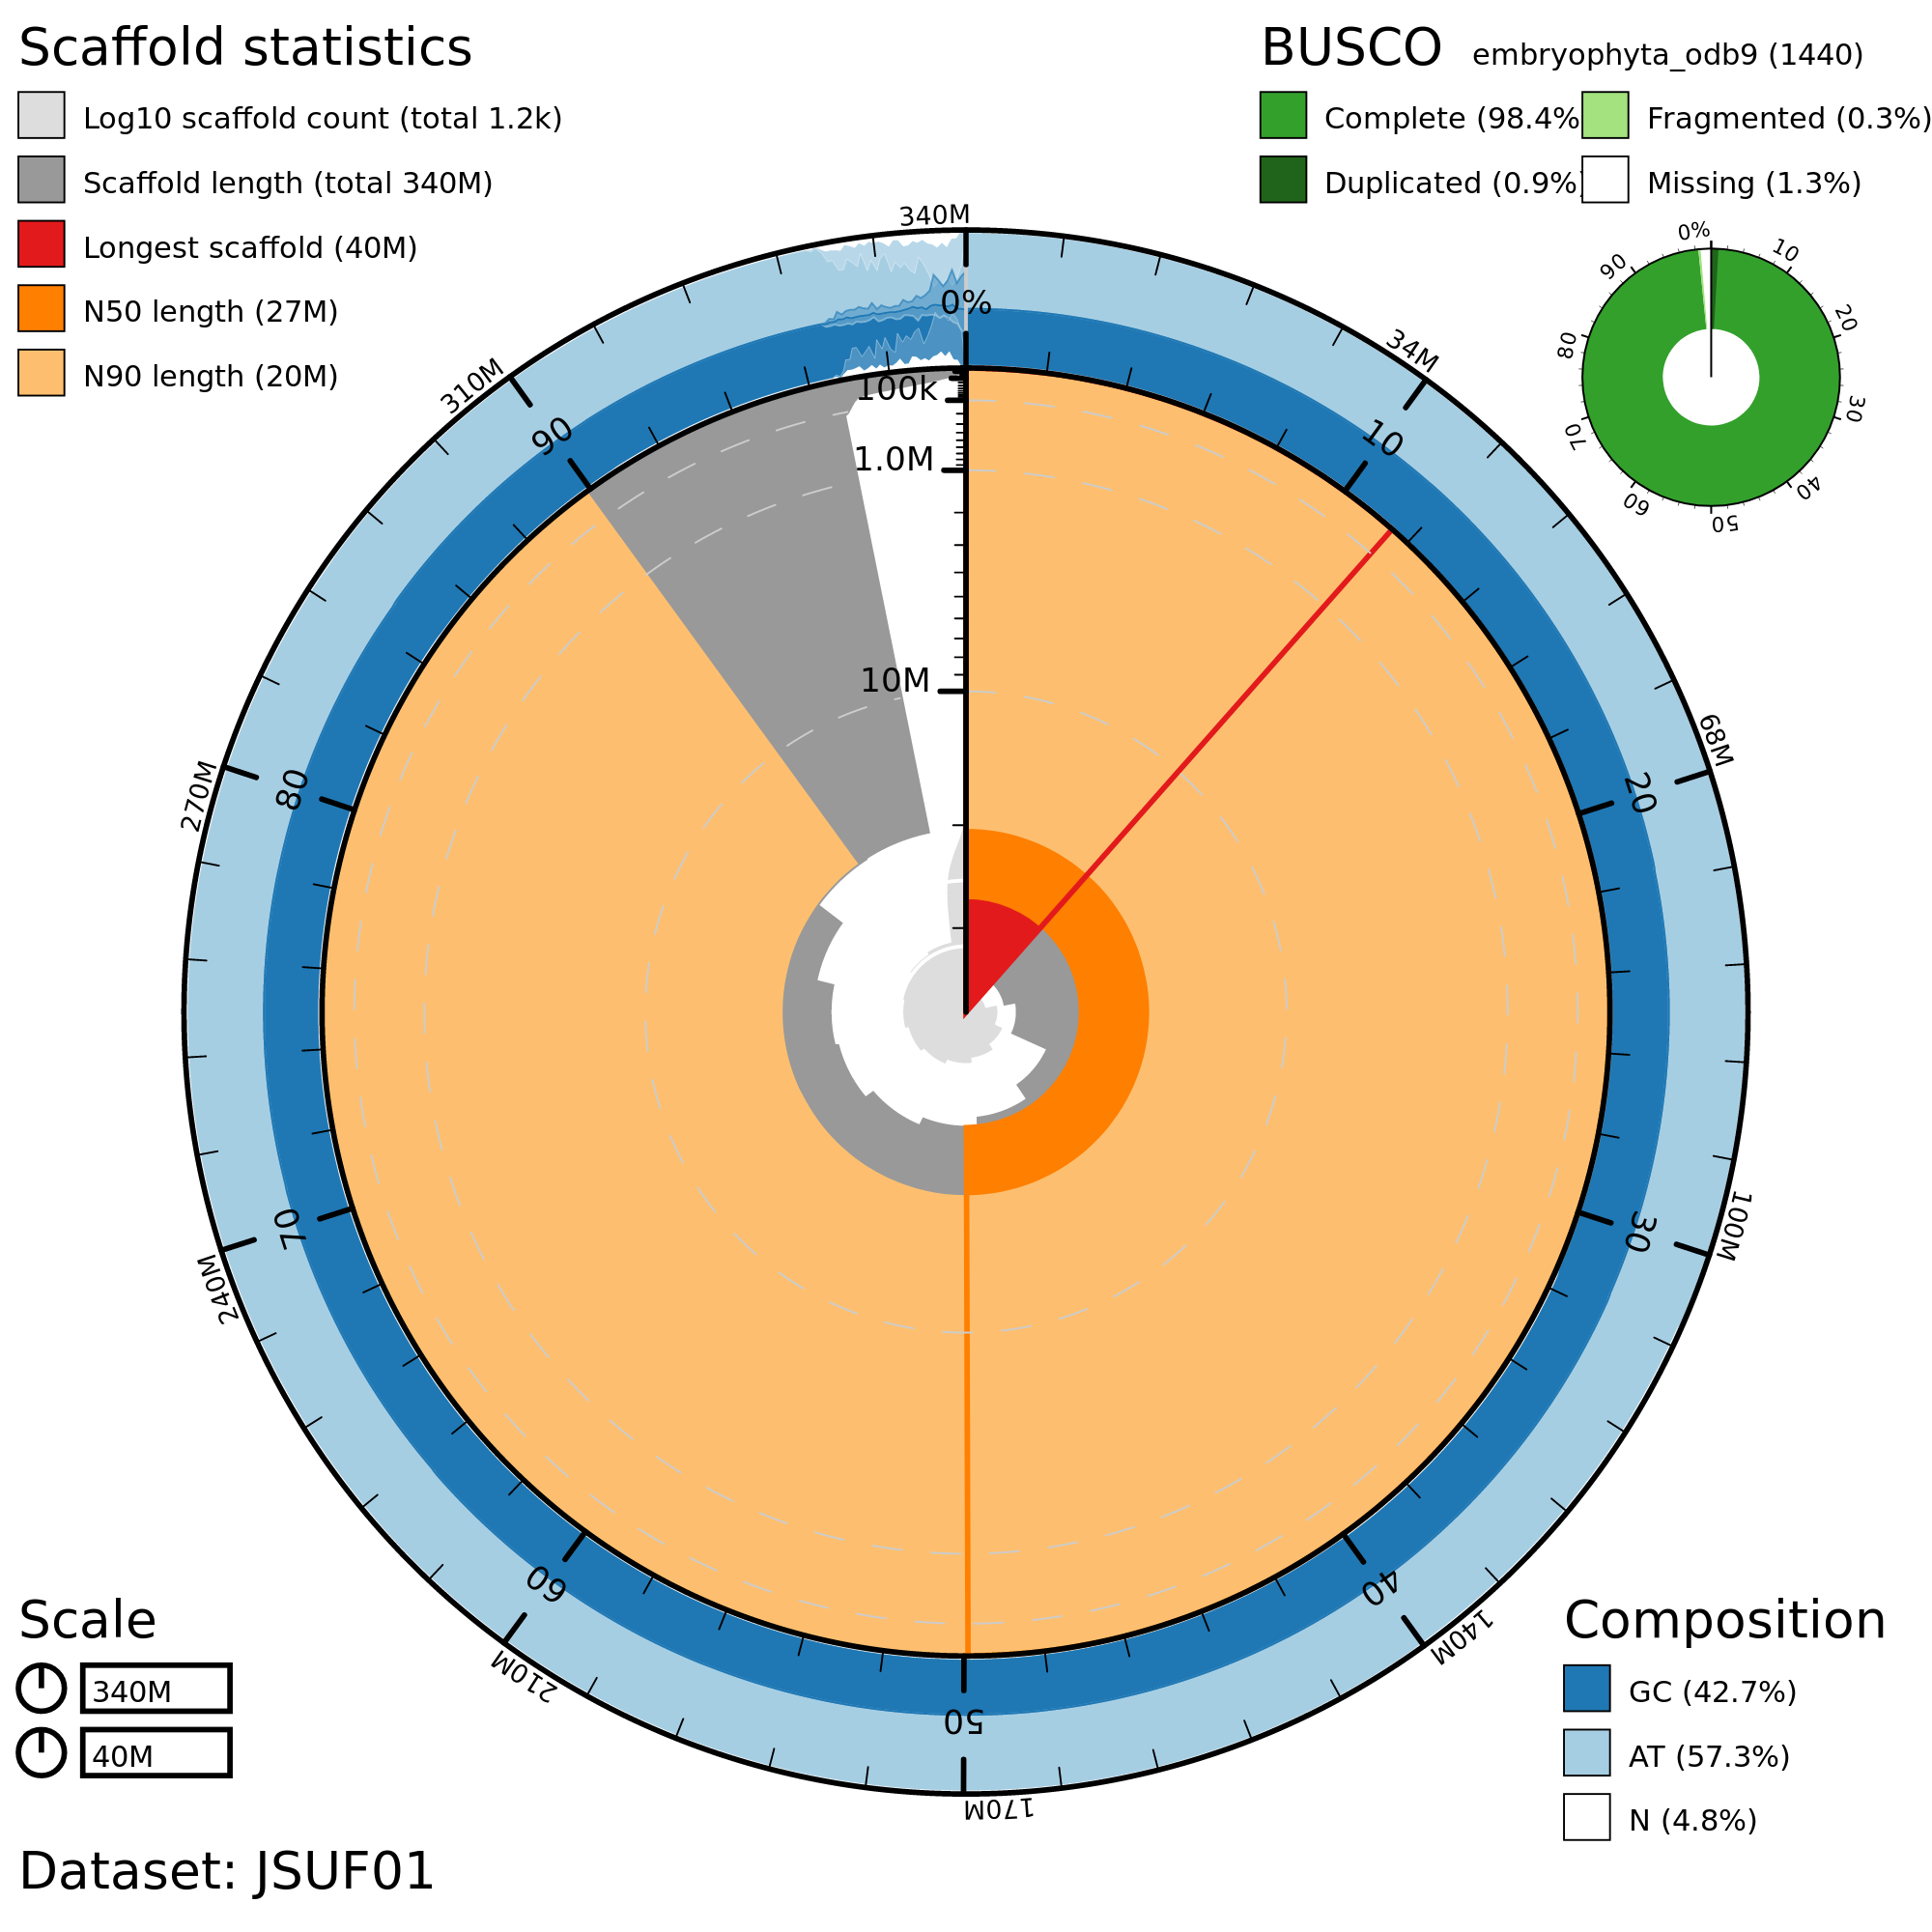 Scaffold statistics
Log10 scaffold count (total 1.2k)
Scaffold length (total 340M)
Longest scaffold (40M)
N50 length (27M)
N90 length (20M)
BUSCO embryophyta_odb9 (1440)
Complete (98.4%
Fragmented (0.3%)
Duplicated (0.9%)
Missing (1.3%)
0%
10
20
30
40
50
60
70
80
90
340M
34M
68M
100M
140M
170M
210M
240M
270M
310M
0%
10
20
30
40
50
60
70
80
90
100k
1.0M
10M
Scale
340M
40M
Composition
GC (42.7%)
AT (57.3%)
N (4.8%)
Dataset: JSUF01